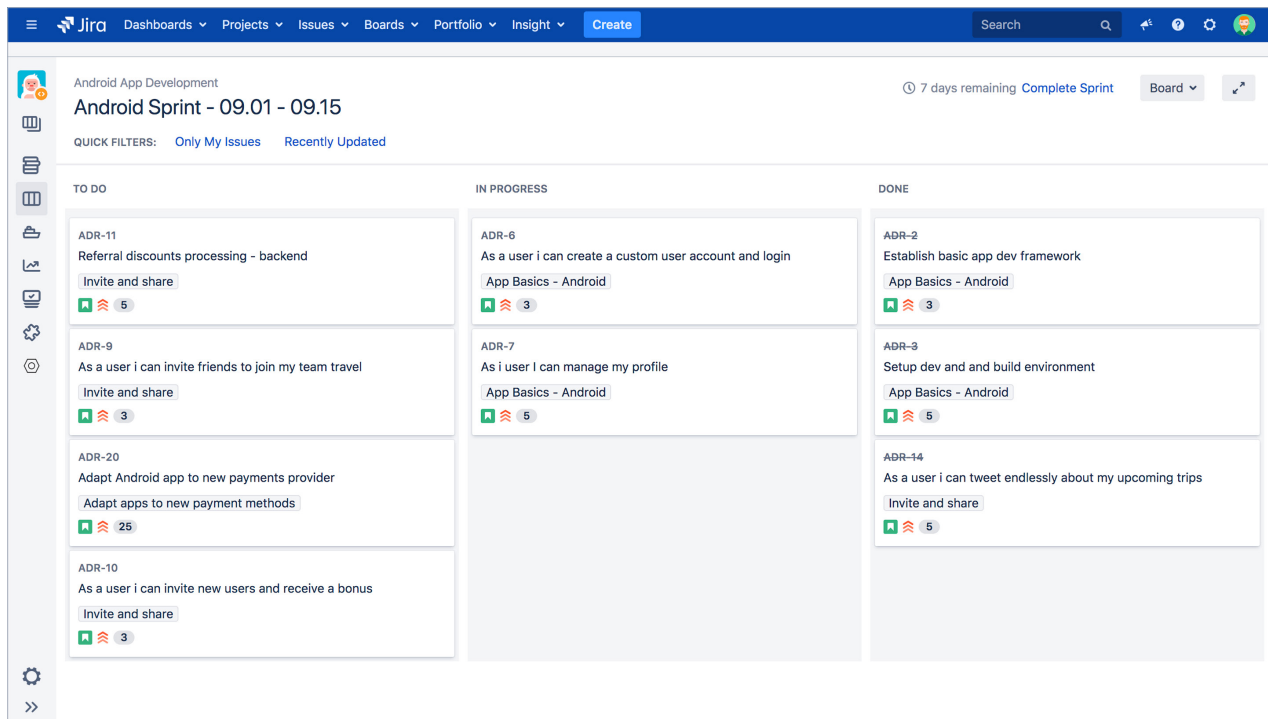 Jira Dashboards Projects Issues Boards Portfolio Insight Create Search
Android App Development
Android Sprint - 09.01 - 09.15
7 days remaining Complete Sprint Board
QUICK FILTERS: Only My Issues Recently Updated
TO DO
ADR-11
Referral discounts processing - backend
Invite and share
5
ADR-9
As a user i can invite friends to join my team travel
Invite and share
3
ADR-20
Adapt Android app to new payments provider
Adapt apps to new payment methods
25
ADR-10
As a user i can invite new users and receive a bonus
Invite and share
3
IN PROGRESS
ADR-6
As a user i can create a custom user account and login
App Basics - Android
3
ADR-7
As i user I can manage my profile
App Basics - Android
5
DONE
ADR-2
Establish basic app dev framework
App Basics - Android
3
ADR-3
Setup dev and and build environment
App Basics - Android
5
ADR-14
As a user i can tweet endlessly about my upcoming trips
Invite and share
5